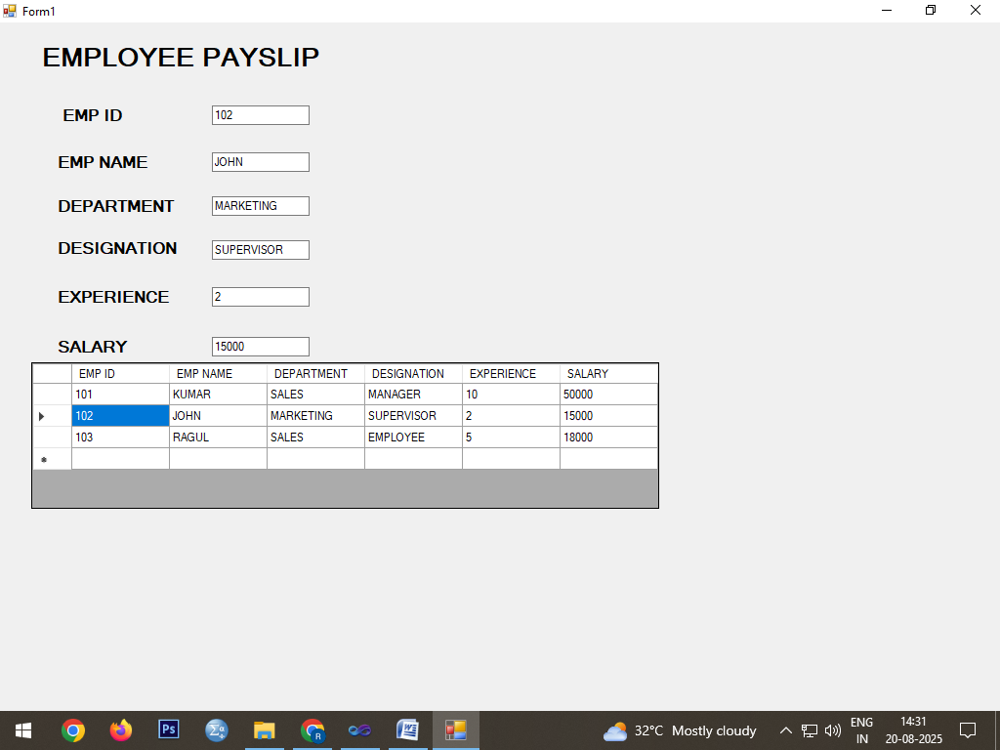 Form1
EMPLOYEE PAYSLIP
EMP ID 102
EMP NAME JOHN
DEPARTMENT MARKETING
DESIGNATION SUPERVISOR
EXPERIENCE 2
SALARY 15000
EMP ID EMP NAME DEPARTMENT DESIGNATION EXPERIENCE SALARY
101 KUMAR SALES MANAGER 10 50000
102 JOHN MARKETING SUPERVISOR 2 15000
103 RAGUL SALES EMPLOYEE 5 18000
Ps
R
W
32°C Mostly cloudy
ENG
IN
14:31
20-08-2025